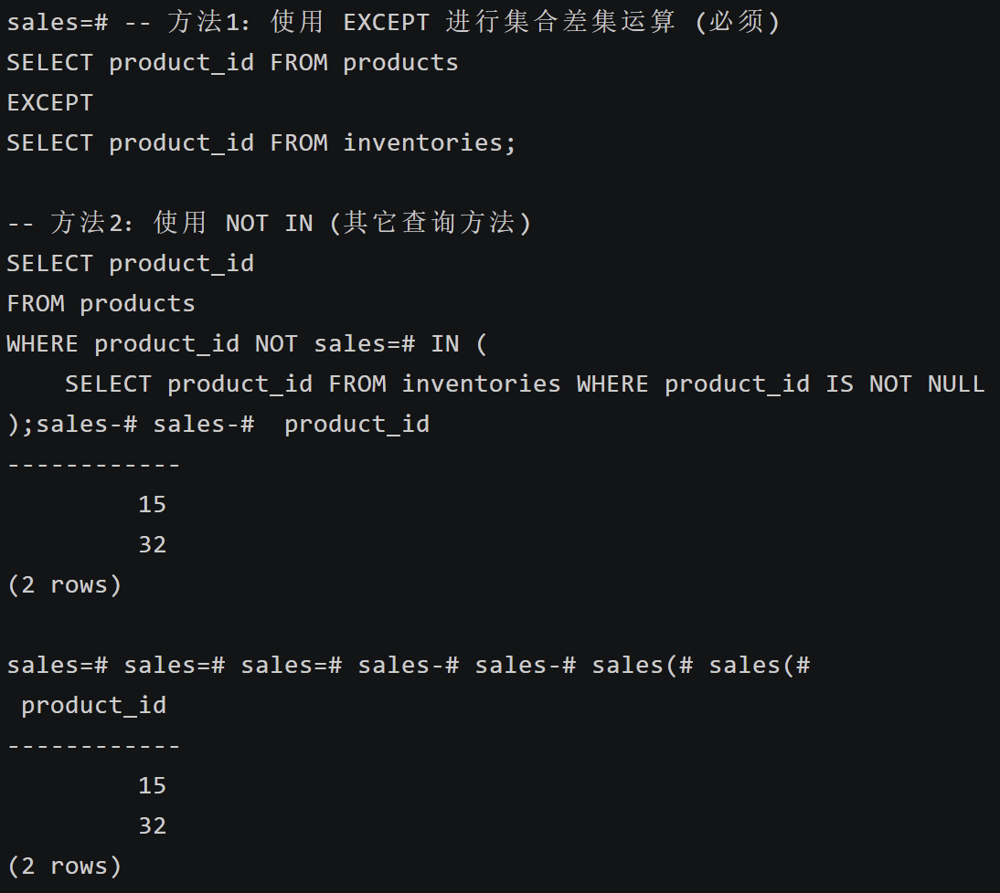 sales=# -- 方法1：使用 EXCEPT 进行集合差集运算 (必须)
SELECT product_id FROM products
EXCEPT
SELECT product_id FROM inventories;
-- 方法2：使用 NOT IN (其它查询方法)
SELECT product_id
FROM products
WHERE product_id NOT sales=# IN (
    SELECT product_id FROM inventories WHERE product_id IS NOT NULL
);sales-# sales-#  product_id
------------
         15
         32
(2 rows)
sales=# sales=# sales=# sales-# sales-# sales(# sales(#
 product_id
------------
         15
         32
(2 rows)